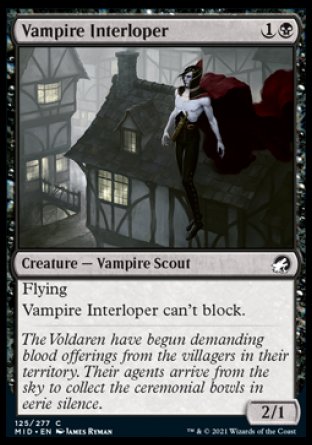 Vampire Interloper 1
Creature — Vampire Scout
Flying
Vampire Interloper can't block.
The Voldaren have begun demanding
blood offerings from the villagers in their
territory. Their agents arrive from the
sky to collect the ceremonial bowls in
eerie silence.
2/1
125/277 C
MID • EN James Ryman
™ & © 2021 Wizards of the Coast